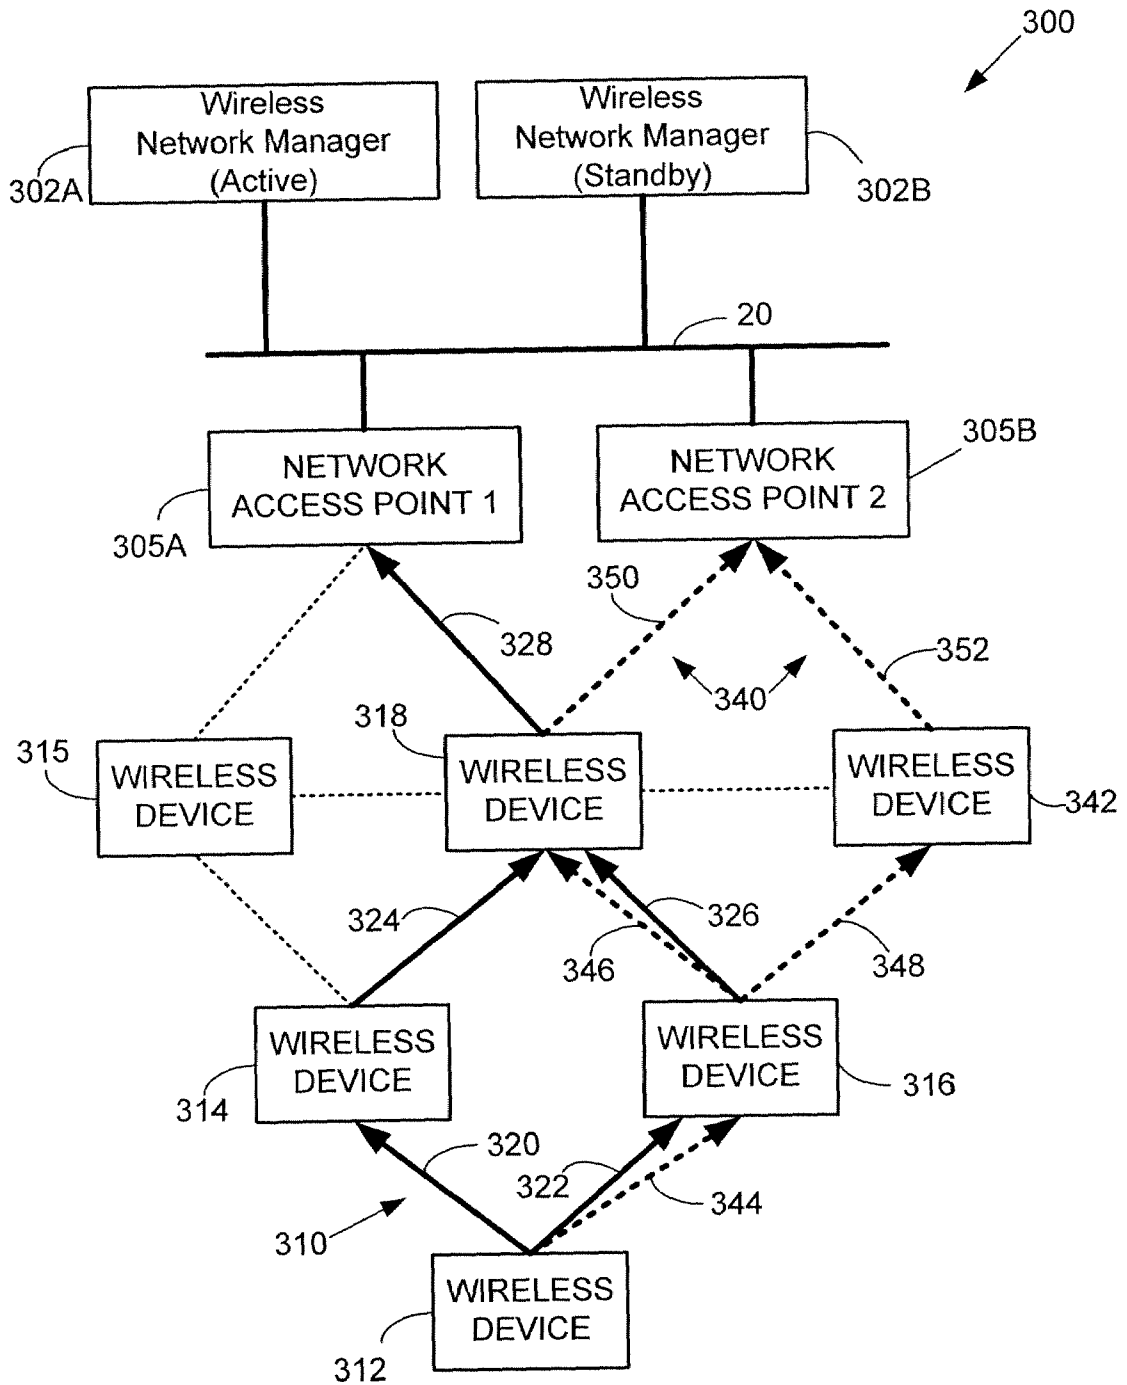 300
Wireless
Network Manager
(Active)
302A
Wireless
Network Manager
(Standby)
302B
20
NETWORK
ACCESS POINT 1
305A
NETWORK
ACCESS POINT 2
305B
328
350
340
352
315
WIRELESS
DEVICE
318
WIRELESS
DEVICE
WIRELESS
DEVICE
342
324
346
326
348
WIRELESS
DEVICE
314
WIRELESS
DEVICE
316
320
322
344
310
WIRELESS
DEVICE
312